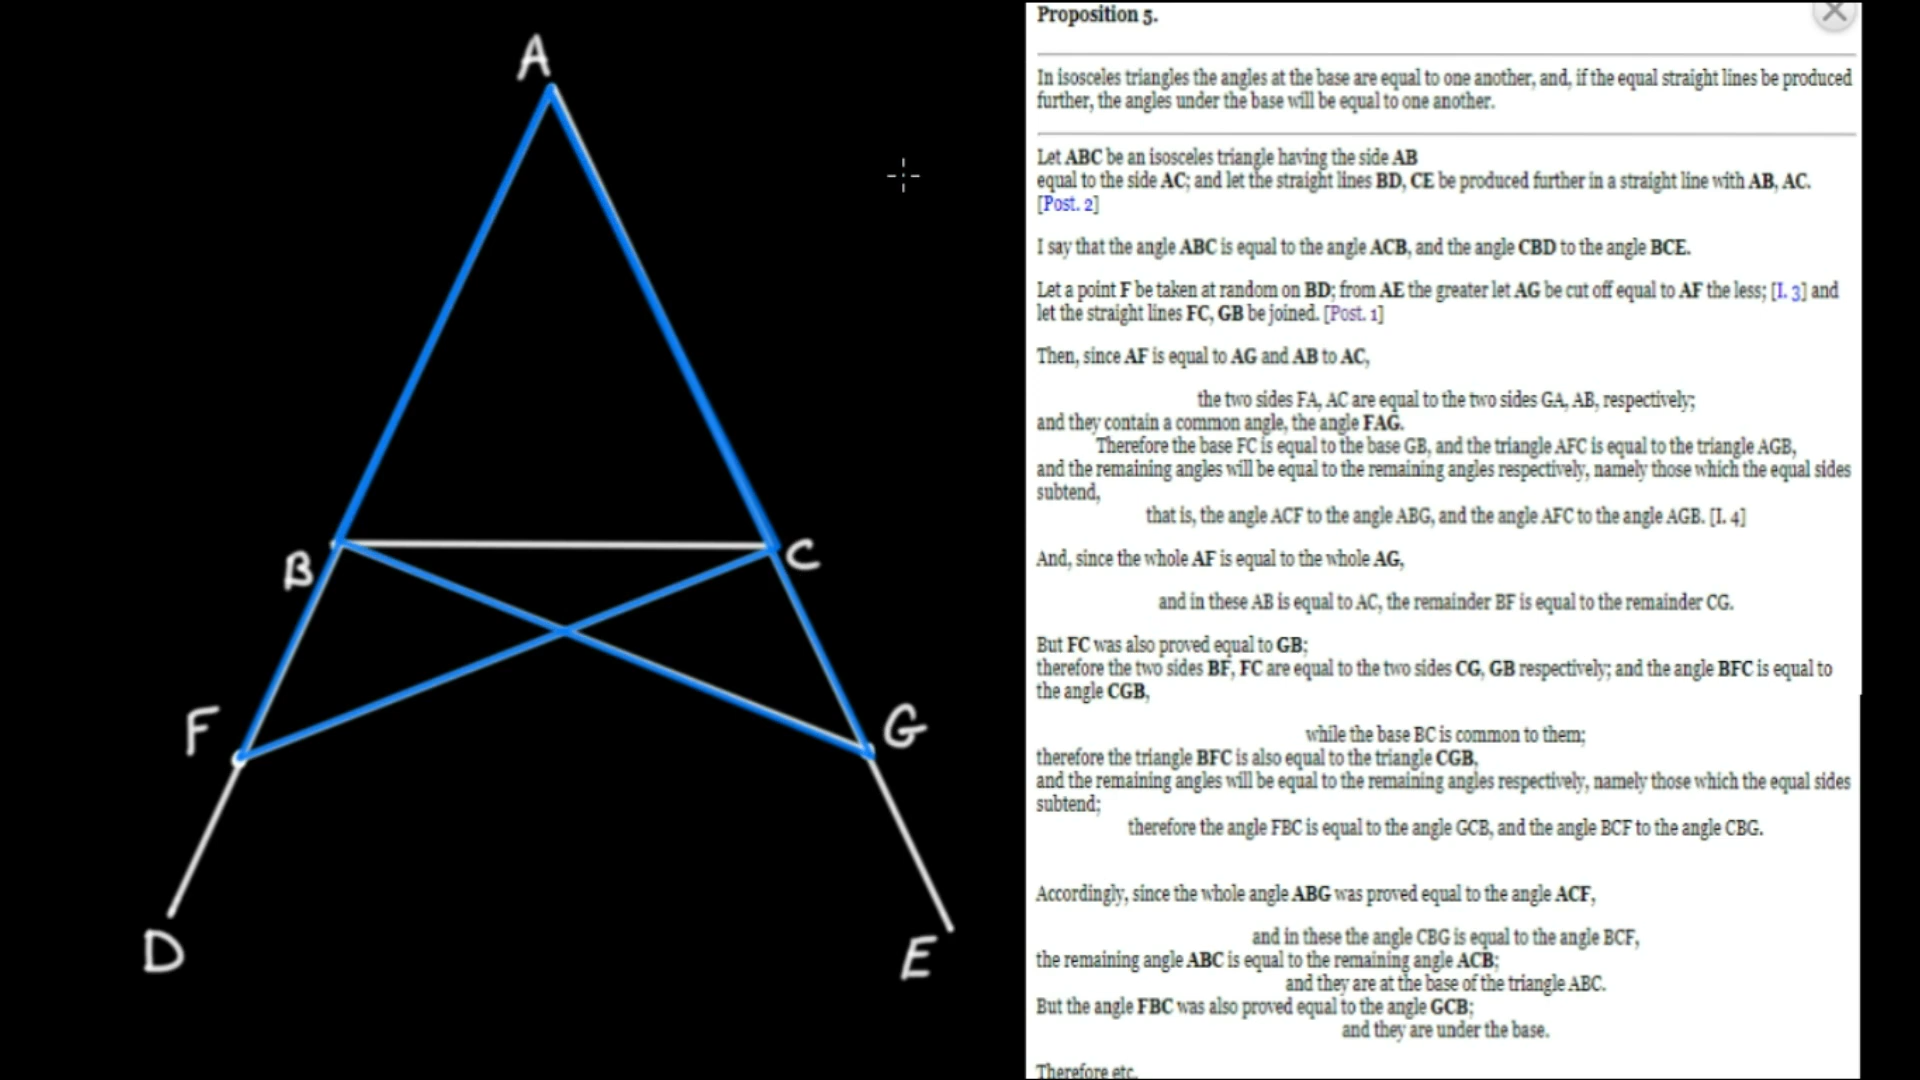 A
B
C
F
G
D
E
Proposition 5.
In isosceles triangles the angles at the base are equal to one another, and, if the equal straight lines be produced
further, the angles under the base will be equal to one another.
Let ABC be an isosceles triangle having the side AB
equal to the side AC; and let the straight lines BD, CE be produced further in a straight line with AB, AC.
[Post. 2]
I say that the angle ABC is equal to the angle ACB, and the angle CBD to the angle BCE.
Let a point F be taken at random on BD; from AE the greater let AG be cut off equal to AF the less; [I. 3] and
let the straight lines FC, GB be joined. [Post. 1]
Then, since AF is equal to AG and AB to AC,
the two sides FA, AC are equal to the two sides GA, AB, respectively;
and they contain a common angle, the angle FAG.
Therefore the base FC is equal to the base GB, and the triangle AFC is equal to the triangle AGB,
and the remaining angles will be equal to the remaining angles respectively, namely those which the equal sides
subtend,
that is, the angle ACF to the angle ABG, and the angle AFC to the angle AGB. [I. 4]
And, since the whole AF is equal to the whole AG,
and in these AB is equal to AC, the remainder BF is equal to the remainder CG.
But FC was also proved equal to GB;
therefore the two sides BF, FC are equal to the two sides CG, GB respectively; and the angle BFC is equal to
the angle CGB,
while the base BC is common to them;
therefore the triangle BFC is also equal to the triangle CGB,
and the remaining angles will be equal to the remaining angles respectively, namely those which the equal sides
subtend;
therefore the angle FBC is equal to the angle GCB, and the angle BCF to the angle CBG.
Accordingly, since the whole angle ABG was proved equal to the angle ACF,
and in these the angle CBG is equal to the angle BCF,
the remaining angle ABC is equal to the remaining angle ACB;
and they are at the base of the triangle ABC.
But the angle FBC was also proved equal to the angle GCB;
and they are under the base.
Therefore etc.